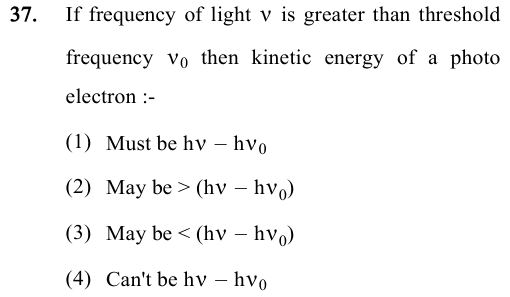 37. If frequency of light ν is greater than threshold
frequency ν₀ then kinetic energy of a photo
electron :-
(1) Must be hν – hν₀
(2) May be > (hν – hν₀)
(3) May be < (hν – hν₀)
(4) Can't be hν – hν₀